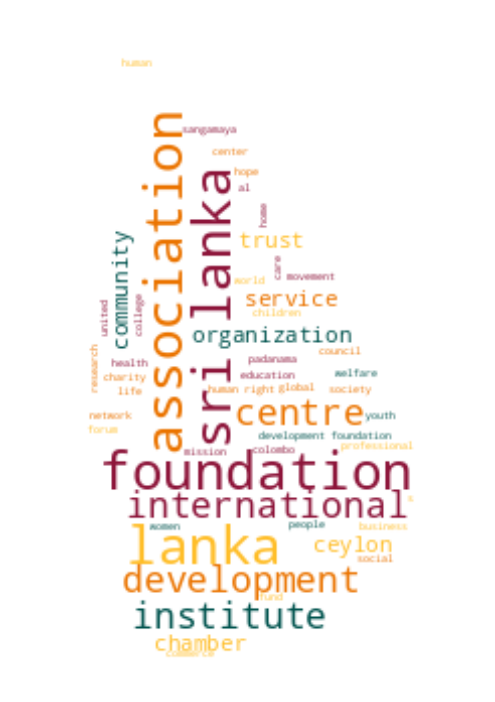 human
association
sangamaya
center
hope
al
sri lanka
home
trust
community
care
movement
world
united
college
service
children
organization
research
council
padanama
health
education
welfare
charity
life
human right
global
society
centre
network
youth
forum
development foundation
professional
mission
colombo
foundation
international
s
women
people
business
lanka
ceylon
social
development
fund
institute
chamber
commerce